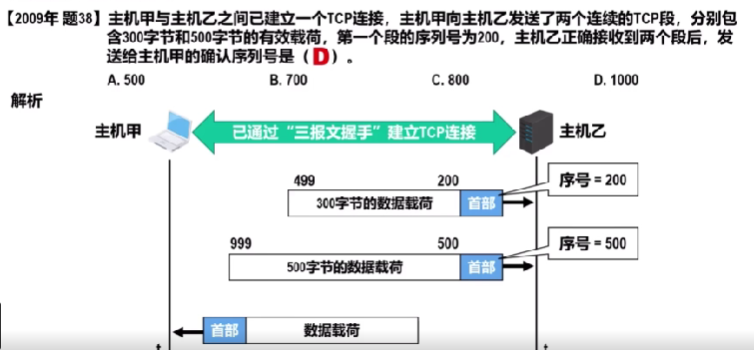 【2009年 题38】主机甲与主机乙之间已建立一个TCP连接，主机甲向主机乙发送了两个连续的TCP段，分别包
含300字节和500字节的有效载荷，第一个段的序列号为200，主机乙正确接收到两个段后，发
送给主机甲的确认序列号是（D）。
A. 500 B. 700 C. 800 D. 1000
解析
主机甲 已通过“三报文握手”建立TCP连接 主机乙
499 200 序号 = 200
300字节的数据载荷 首部
999 500 序号 = 500
500字节的数据载荷 首部
首部 数据载荷
t t